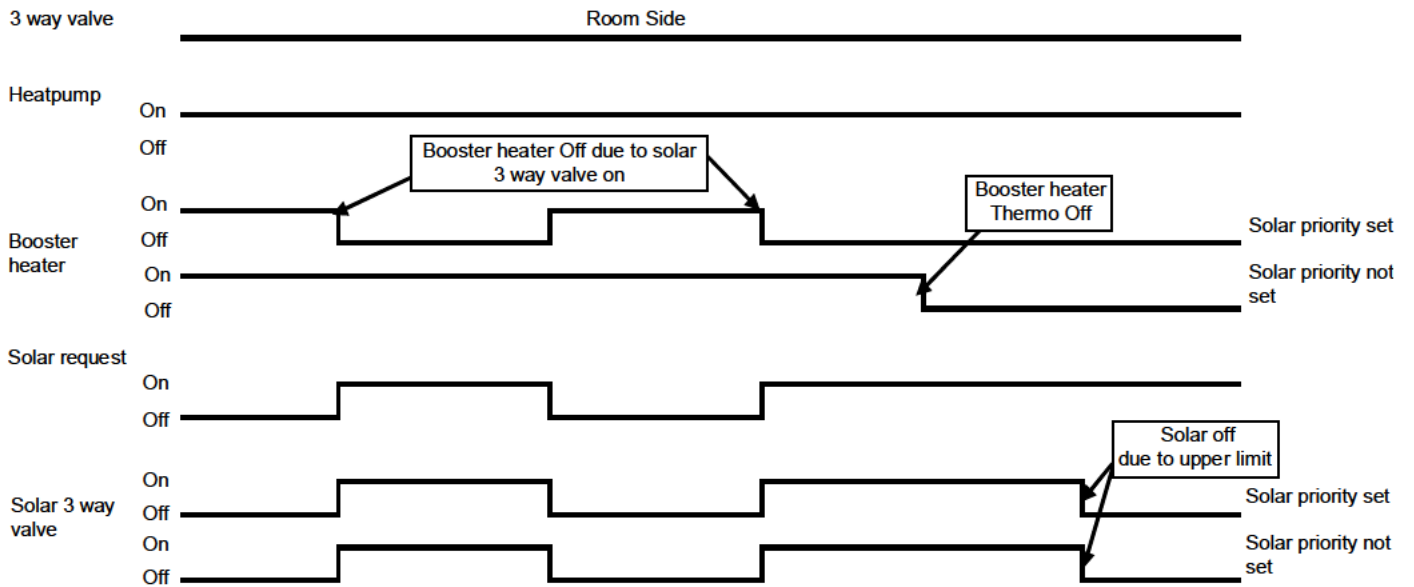 3 way valve
Room Side
Heatpump
On
Off
Booster heater Off due to solar
3 way valve on
Booster heater
Thermo Off
On
Off
Solar priority set
Booster
heater
On
Off
Solar priority not
set
Solar request
On
Off
Solar off
due to upper limit
On
Off
Solar priority set
Solar 3 way
valve
On
Off
Solar priority not
set